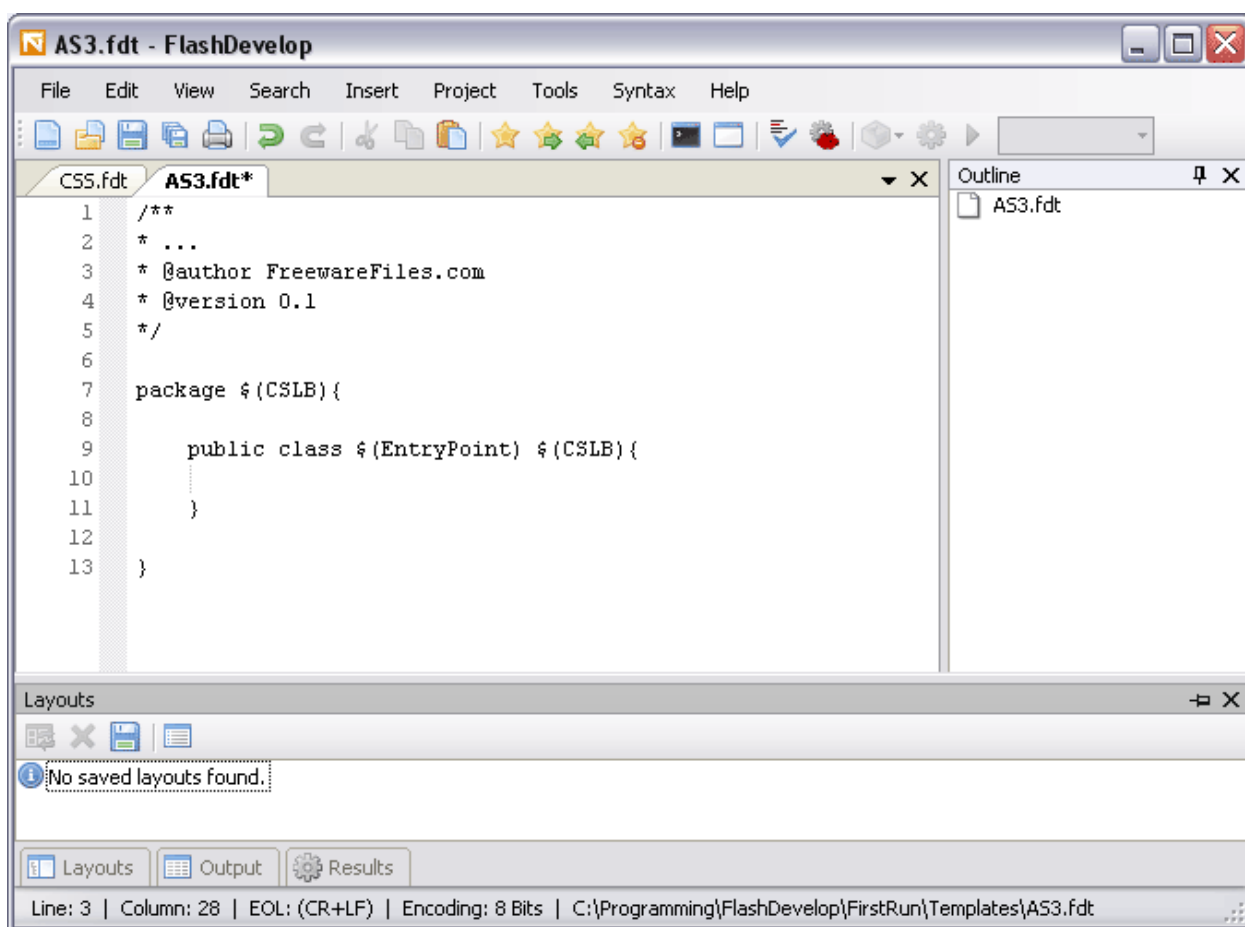 AS3.fdt - FlashDevelop
File Edit View Search Insert Project Tools Syntax Help
CSS.fdt AS3.fdt*
Outline
AS3.fdt
1 /**
2 * ...
3 * @author FreewareFiles.com
4 * @version 0.1
5 */
6
7 package $(CSLB){
8
9 public class $(EntryPoint) $(CSLB){
10
11 }
12
13 }
Layouts
No saved layouts found.
Layouts Output Results
Line: 3 | Column: 28 | EOL: (CR+LF) | Encoding: 8 Bits | C:\Programming\FlashDevelop\FirstRun\Templates\AS3.fdt